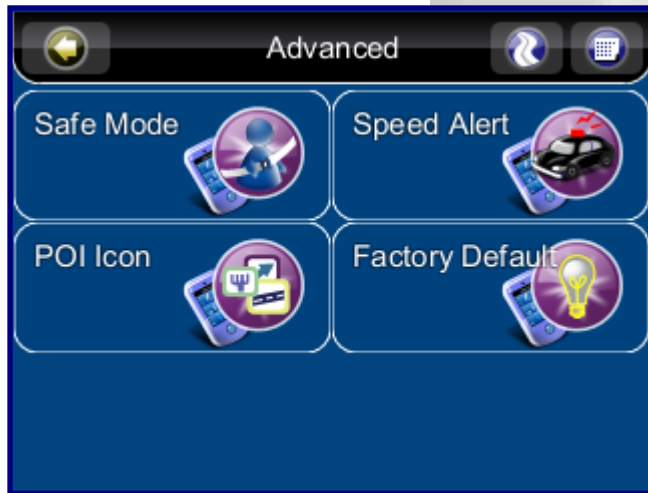 Advanced
Safe Mode
Speed Alert
POI Icon
Factory Default